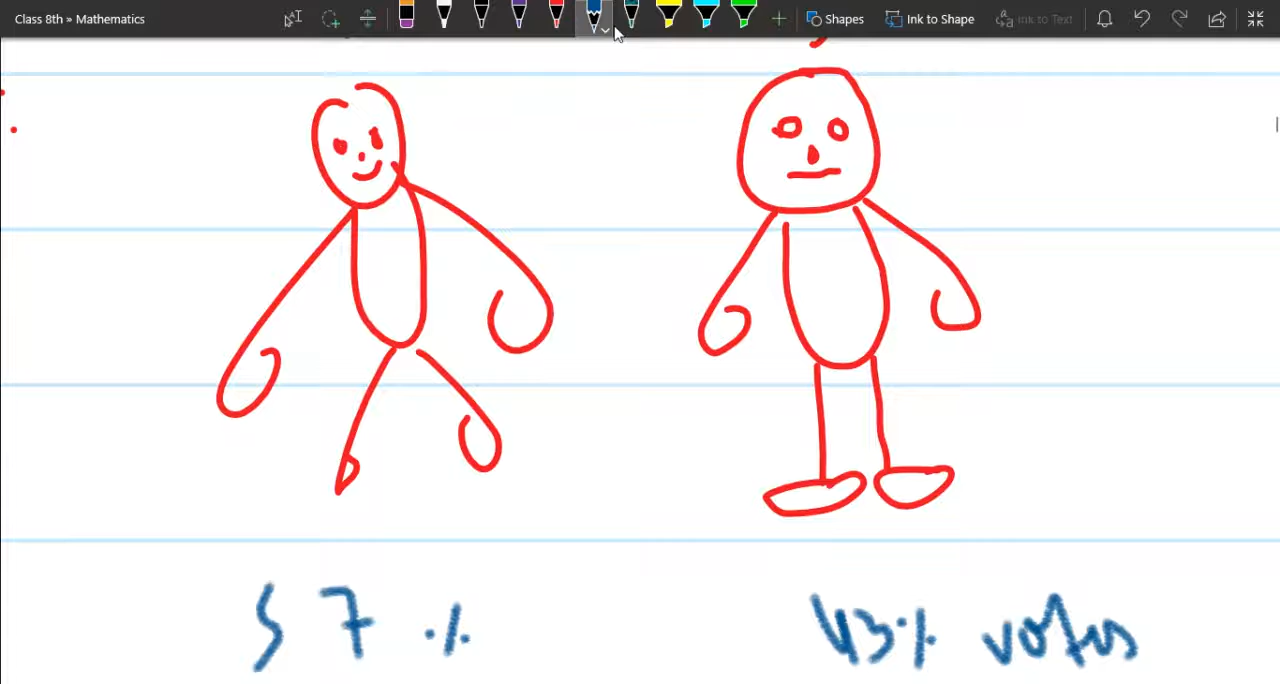 Class 8th » Mathematics
Shapes
Ink to Shape
Ink to Text
57 %
43% votes